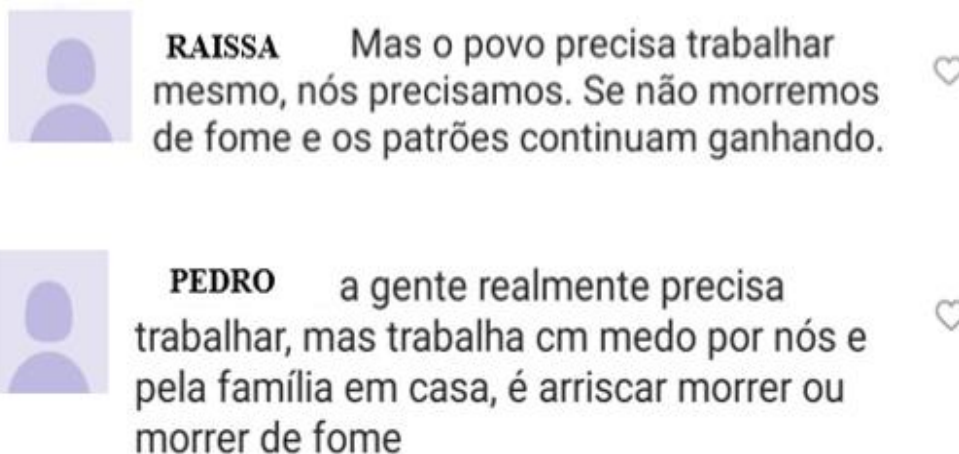 RAISSA Mas o povo precisa trabalhar
mesmo, nós precisamos. Se não morremos
de fome e os patrões continuam ganhando.
PEDRO a gente realmente precisa
trabalhar, mas trabalha cm medo por nós e
pela família em casa, é arriscar morrer ou
morrer de fome